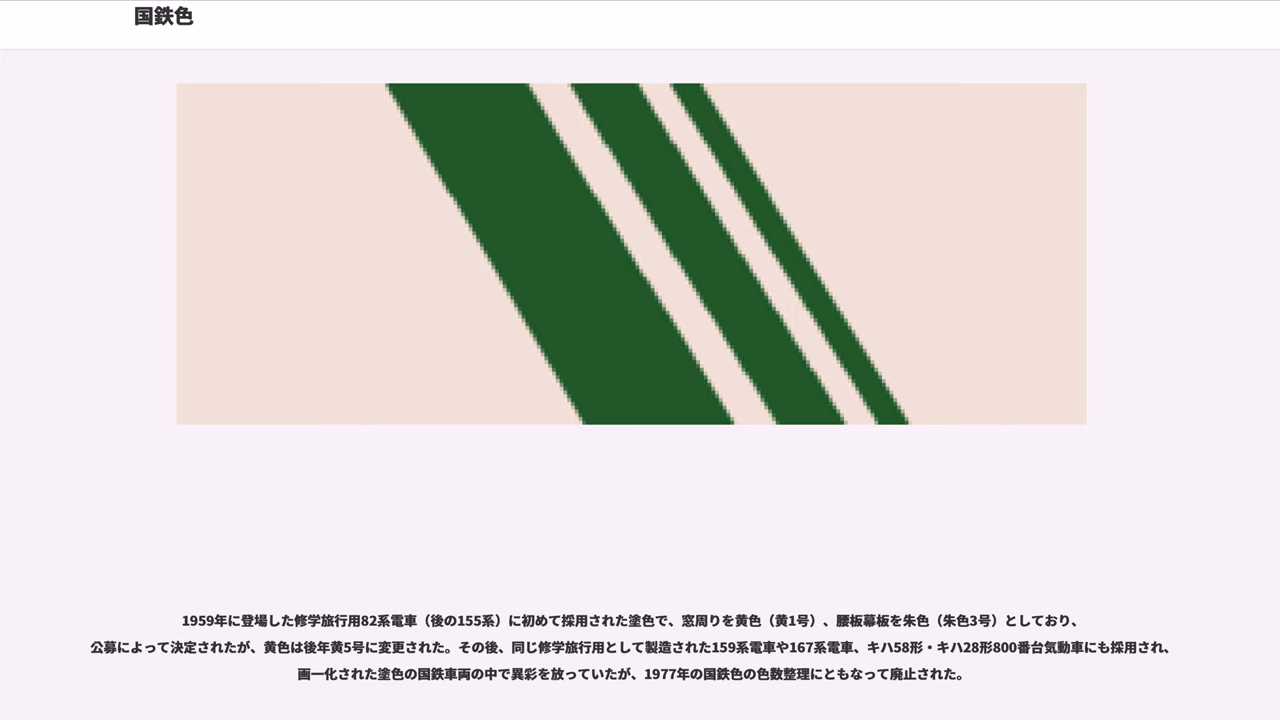 国鉄色
1959年に登場した修学旅行用82系電車（後の155系）に初めて採用された塗色で、窓周りを黄色（黄1号）、腰板幕板を朱色（朱色3号）としており、
公募によって決定されたが、黄色は後年黄5号に変更された。その後、同じ修学旅行用として製造された159系電車や167系電車、キハ58形・キハ28形800番台気動車にも採用され、
画一化された塗色の国鉄車両の中で異彩を放っていたが、1977年の国鉄色の色数整理にともなって廃止された。